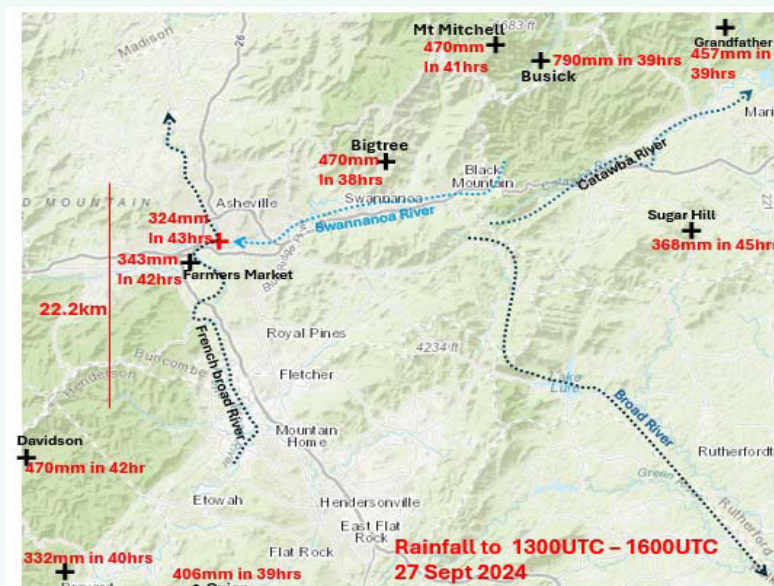 Madison
26
Mt Mitchell
6683 ft
470mm
In 41hrs
790mm in 39hrs
Busick
Grandfather
457mm in
39hrs
Mari
Bigtree
470mm
In 38hrs
Black
Mountain
Catawba River
D MOUNTAIN
Asheville
Swannanoa
Swannanoa River
221
324mm
In 43hrs
Sugar Hill
368mm in 45hrs
343mm
In 42hrs
Farmers Market
22.2km
Royal Pines
4234 ft
French broad River
Buncombe
Henderson
Fletcher
Lake
Lure
Broad River
Mountain
Home
Davidson
470mm in 42hr
Rutherfordt
Green
Rutherford
Etowah
Hendersonville
East Flat
Rock
Flat Rock
Rainfall to 1300UTC – 1600UTC
27 Sept 2024
332mm in 40hrs
406mm in 39hrs